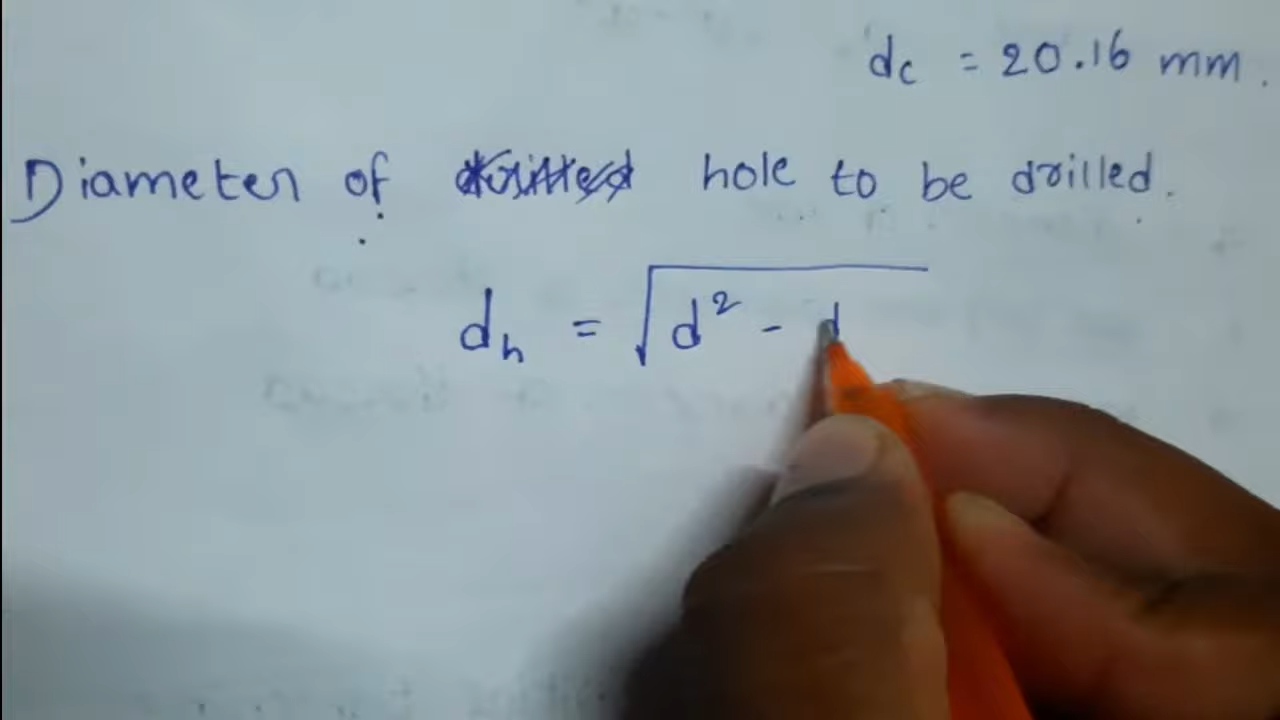 dc = 20.16 mm.
Diameter of hole to be drilled.
dh = √d² - d